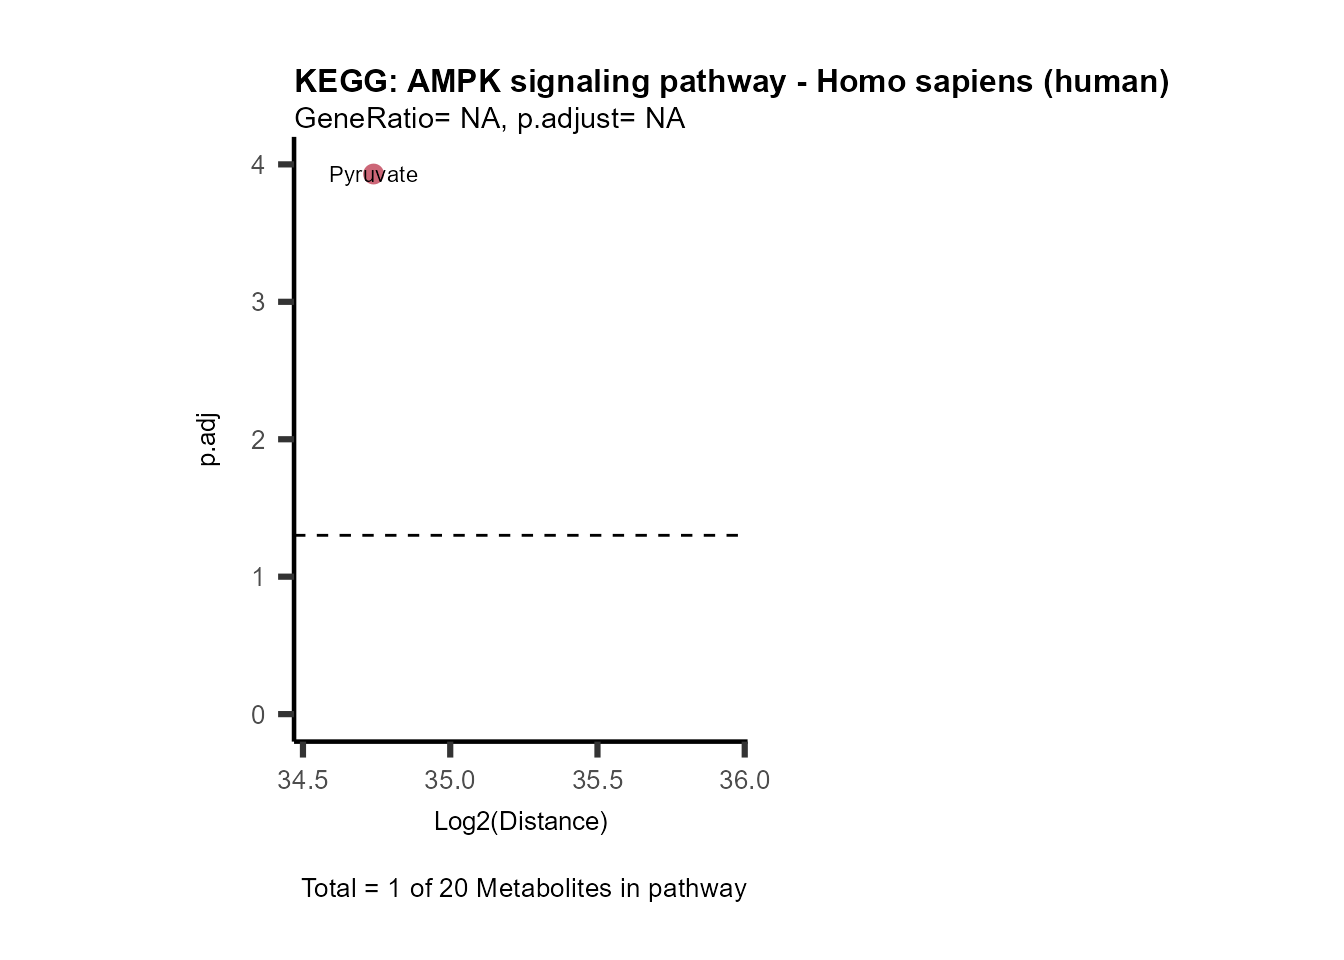 KEGG: AMPK signaling pathway - Homo sapiens (human)
GeneRatio= NA, p.adjust= NA
4
Pyruvate
3
p.adj
2
1
0
34.5 35.0 35.5 36.0
Log2(Distance)
Total = 1 of 20 Metabolites in pathway